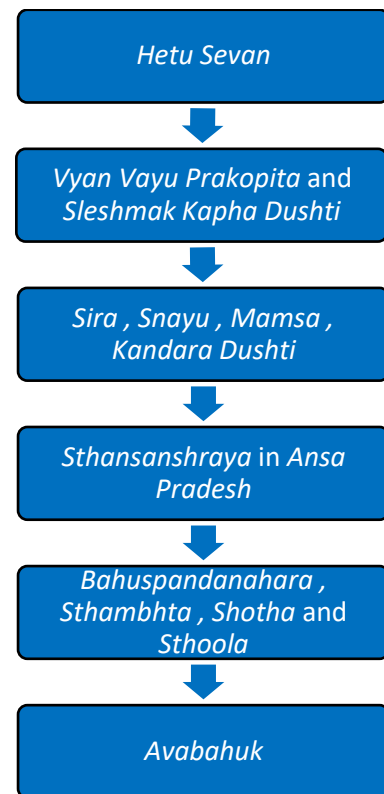 Hetu Sevan
Vyan Vayu Prakopita and
Sleshmak Kapha Dushti
Sira , Snayu , Mamsa ,
Kandara Dushti
Sthansanshraya in Ansa
Pradesh
Bahuspandanahara ,
Sthambhta , Shotha and
Sthoola
Avabahuk